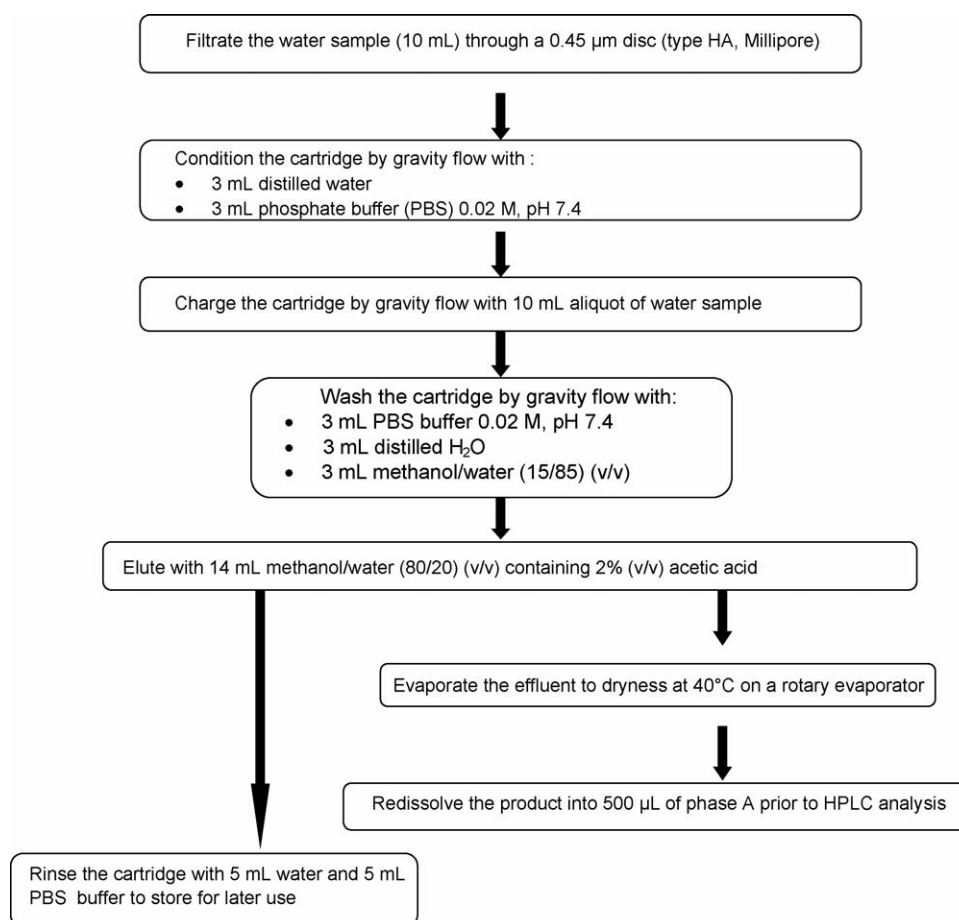 Filtrate the water sample (10 mL) through a 0.45 µm disc (type HA, Millipore)
Condition the cartridge by gravity flow with :
• 3 mL distilled water
• 3 mL phosphate buffer (PBS) 0.02 M, pH 7.4
Charge the cartridge by gravity flow with 10 mL aliquot of water sample
Wash the cartridge by gravity flow with:
• 3 mL PBS buffer 0.02 M, pH 7.4
• 3 mL distilled H₂O
• 3 mL methanol/water (15/85) (v/v)
Elute with 14 mL methanol/water (80/20) (v/v) containing 2% (v/v) acetic acid
Evaporate the effluent to dryness at 40°C on a rotary evaporator
Redissolve the product into 500 µL of phase A prior to HPLC analysis
Rinse the cartridge with 5 mL water and 5 mL
PBS buffer to store for later use